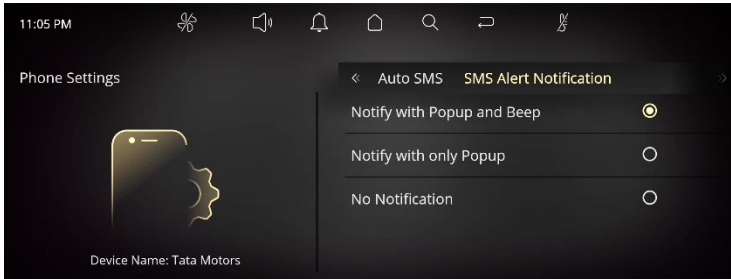 11:05 PM
Phone Settings
Auto SMS SMS Alert Notification
Notify with Popup and Beep
Notify with only Popup
No Notification
Device Name: Tata Motors